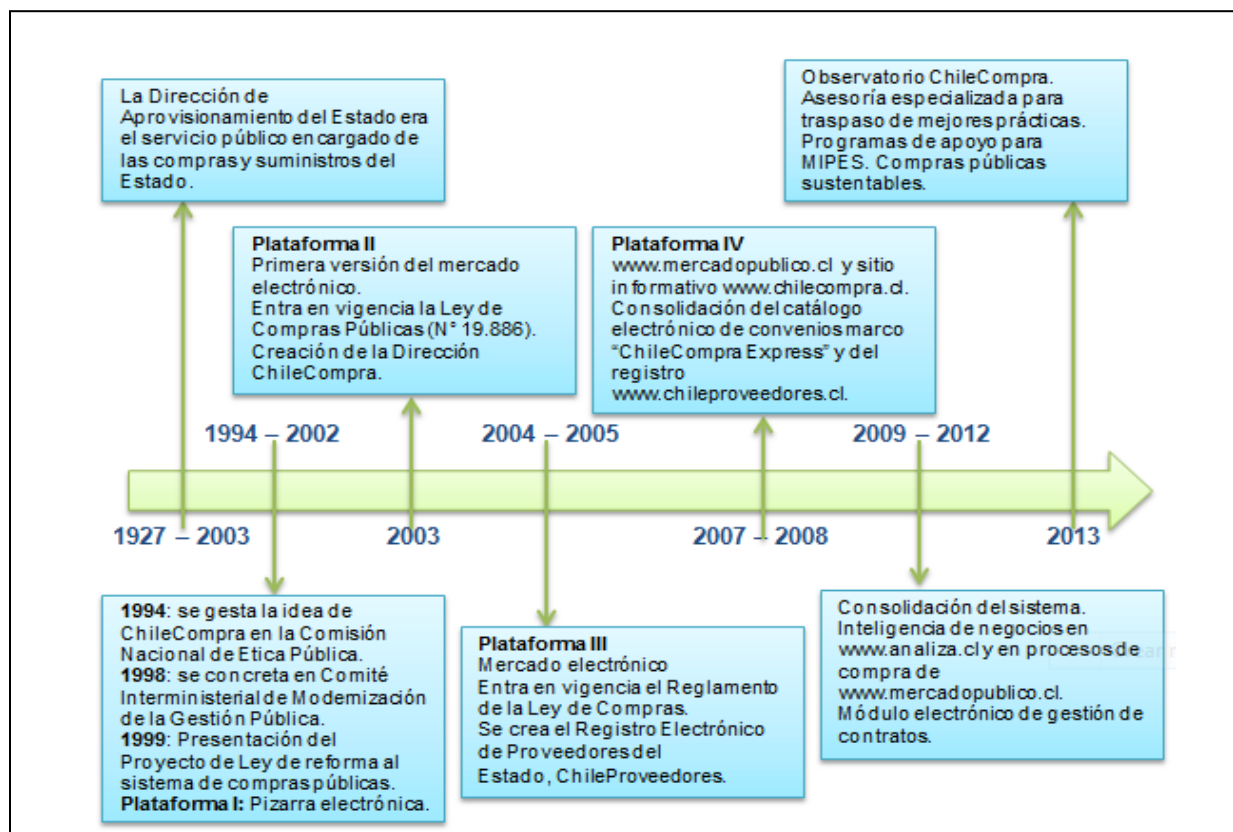 La Dirección de
Aprovisionamiento del Estado era
el servicio público encargado de
las compras y suministros del
Estado.
Observatorio ChileCompra.
Asesoría especializada para
traspaso de mejores prácticas.
Programas de apoyo para
MIPES. Compras públicas
sustentables.
Plataforma II
Primera versión del mercado
electrónico.
Entra en vigencia la Ley de
Compras Públicas (N° 19.886).
Creación de la Dirección
ChileCompra.
Plataforma IV
www.mercadopublico.cl y sitio
informativo www.chilecompra.cl.
Consolidación del catálogo
electrónico de convenios marco
“ChileCompra Express” y del
registro
www.chileproveedores.cl.
1994 – 2002
2004 – 2005
2009 – 2012
1927 – 2003
2003
2007 – 2008
2013
1994: se gesta la idea de
ChileCompra en la Comisión
Nacional de Etica Pública.
1998: se concreta en Comité
Interministerial de Modernización
de la Gestión Pública.
1999: Presentación del
Proyecto de Ley de reforma al
sistema de compras públicas.
Plataforma I: Pizarra electrónica.
Plataforma III
Mercado electrónico
Entra en vigencia el Reglamento
de la Ley de Compras.
Se crea el Registro Electrónico
de Proveedores del
Estado, ChileProveedores.
Consolidación del sistema.
Inteligencia de negocios en
www.analiza.cl y en procesos de
compra de
www.mercadopublico.cl.
Módulo electrónico de gestión de
contratos.